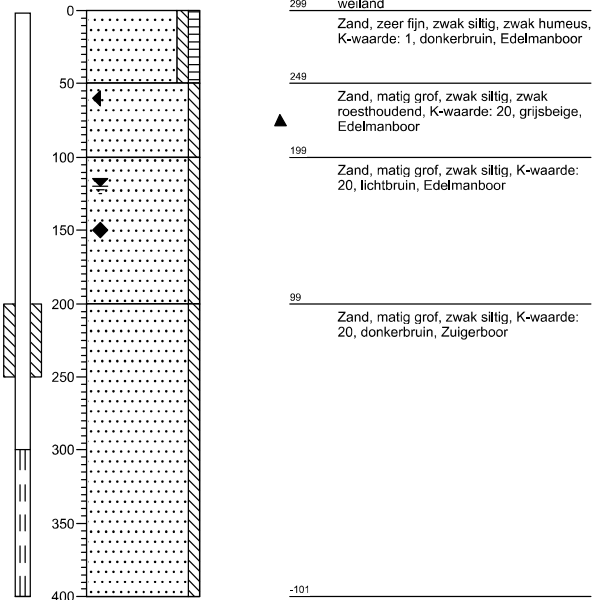 299 weiland
0
Zand, zeer fijn, zwak siltig, zwak humeus,
K-waarde: 1, donkerbruin, Edelmanboor
50
249
Zand, matig grof, zwak siltig, zwak
roesthoudend, K-waarde: 20, grijsbeige,
Edelmanboor
100
199
Zand, matig grof, zwak siltig, K-waarde:
20, lichtbruin, Edelmanboor
150
200
99
Zand, matig grof, zwak siltig, K-waarde:
20, donkerbruin, Zuigerboor
250
300
350
400
-101